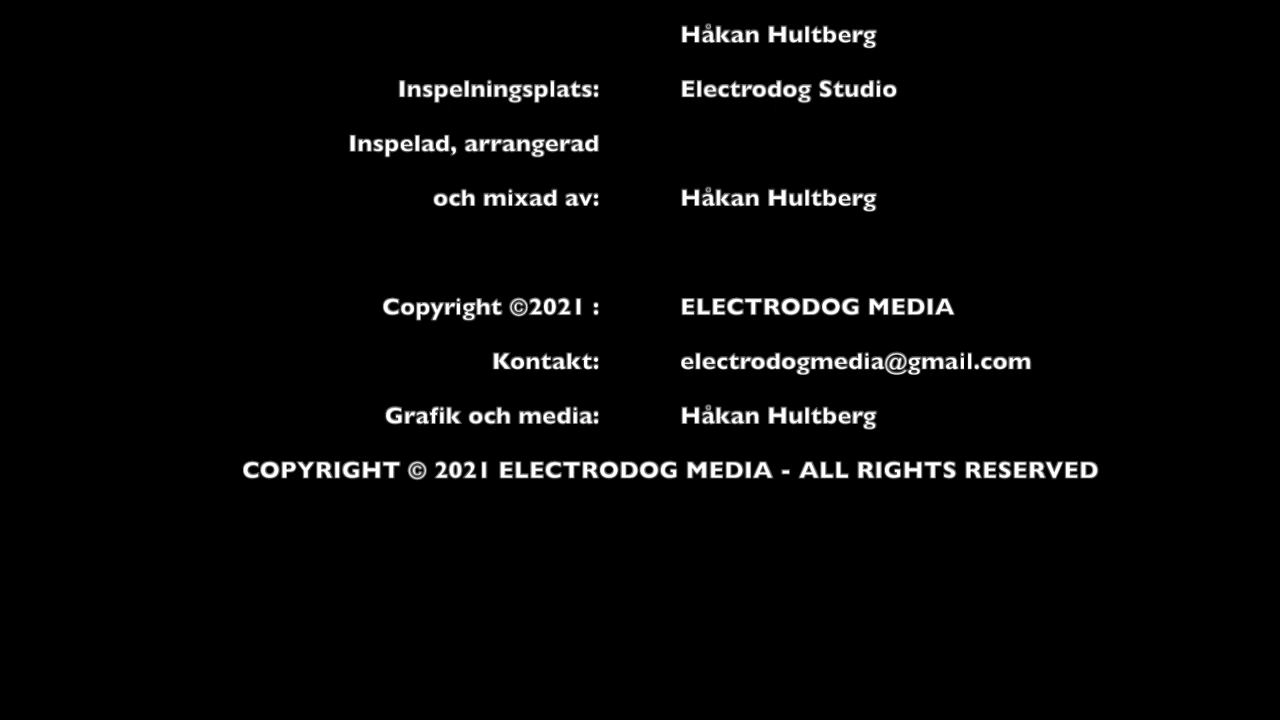 Håkan Hultberg
Inspelningsplats: Electrodog Studio
Inspelad, arrangerad
och mixad av: Håkan Hultberg
Copyright ©2021 : ELECTRODOG MEDIA
Kontakt: electrodogmedia@gmail.com
Grafik och media: Håkan Hultberg
COPYRIGHT © 2021 ELECTRODOG MEDIA - ALL RIGHTS RESERVED